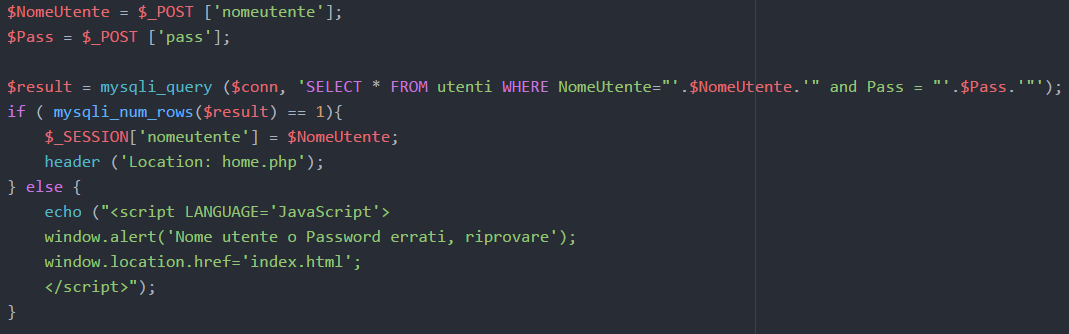 $NomeUtente = $_POST ['nomeutente'];
$Pass = $_POST ['pass'];
$result = mysqli_query ($conn, 'SELECT * FROM utenti WHERE NomeUtente="'.$NomeUtente.'" and Pass = "'.$Pass.'"');
if ( mysqli_num_rows($result) == 1){
    $_SESSION['nomeutente'] = $NomeUtente;
    header ('Location: home.php');
} else {
    echo ("<script LANGUAGE='JavaScript'>
    window.alert('Nome utente o Password errati, riprovare');
    window.location.href='index.html';
    </script>");
}